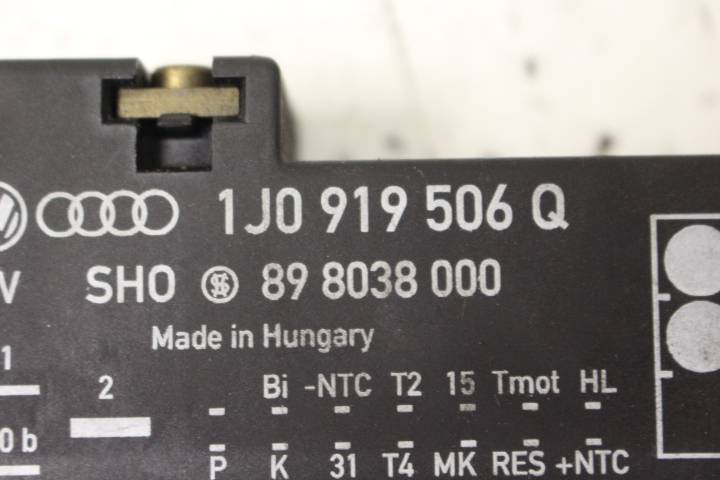 1J0 919 506 Q
V SHO 89 8038 000
Made in Hungary
1 2 Bi -NTC T2 15 Tmot HL
0 b P K 31 T4 MK RES +NTC